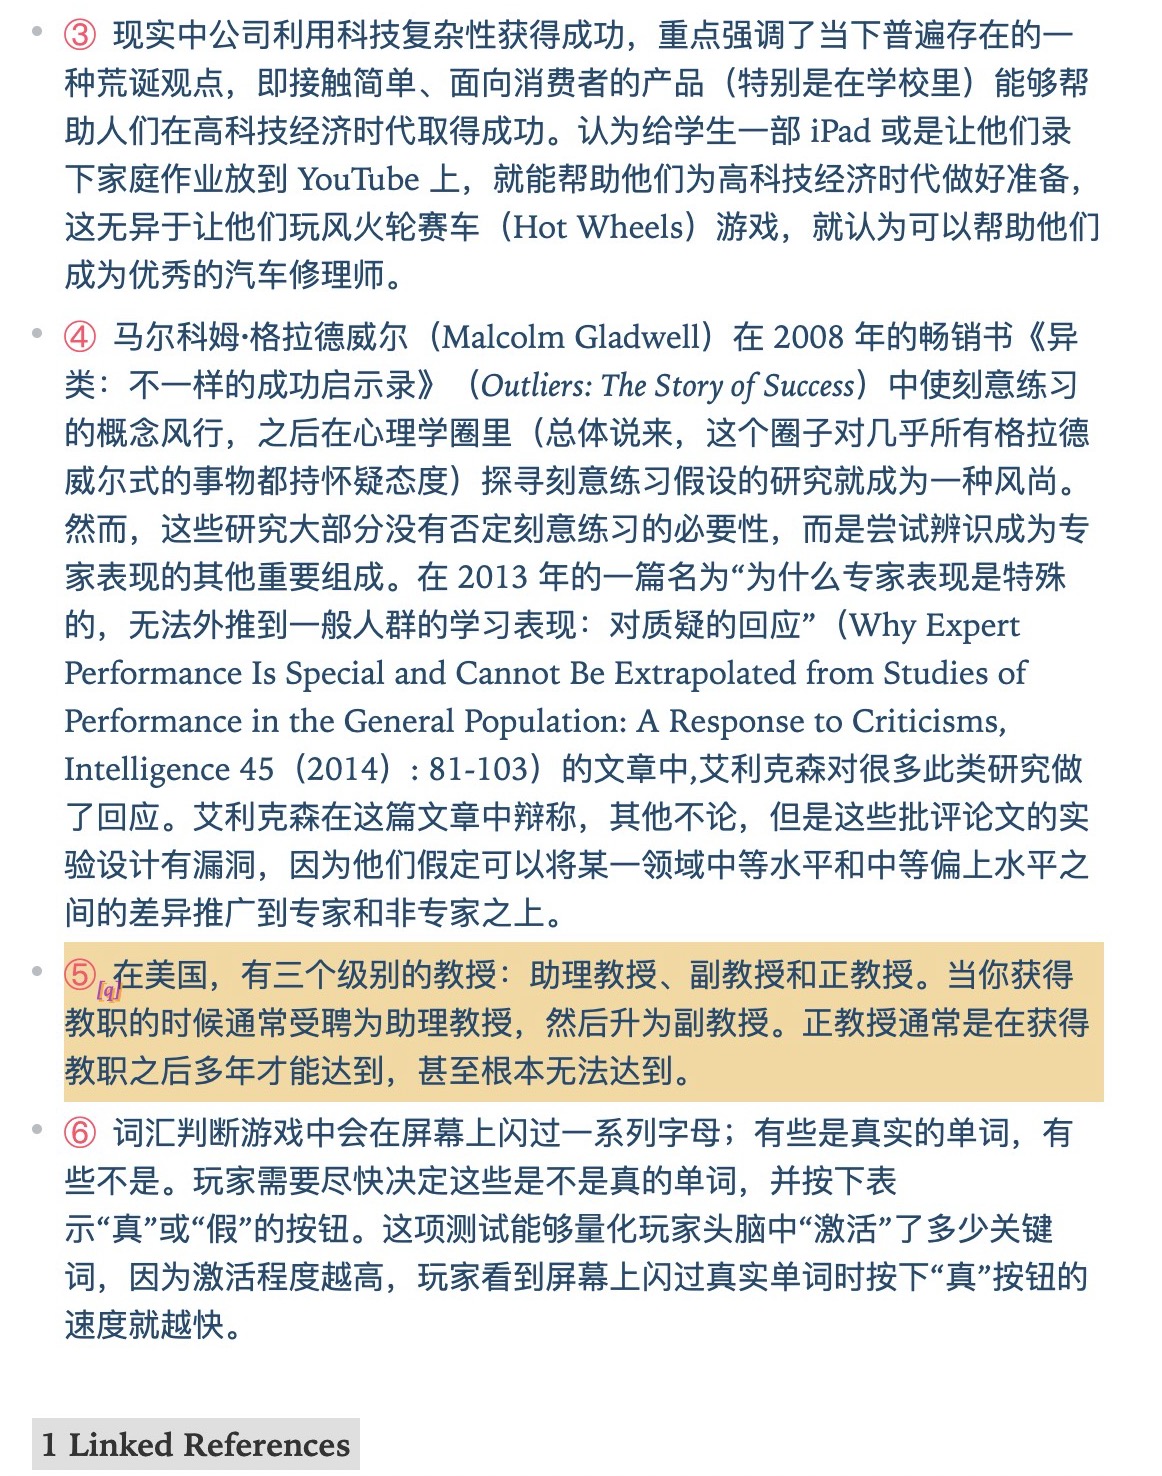 ③ 现实中公司利用科技复杂性获得成功，重点强调了当下普遍存在的一
种荒诞观点，即接触简单、面向消费者的产品（特别是在学校里）能够帮
助人们在高科技经济时代取得成功。认为给学生一部 iPad 或是让他们录
下家庭作业放到 YouTube 上，就能帮助他们为高科技经济时代做好准备，
这无异于让他们玩风火轮赛车（Hot Wheels）游戏，就认为可以帮助他们
成为优秀的汽车修理师。
④ 马尔科姆·格拉德威尔（Malcolm Gladwell）在 2008 年的畅销书《异
类：不一样的成功启示录》（Outliers: The Story of Success）中使刻意练习
的概念风行，之后在心理学圈里（总体说来，这个圈子对几乎所有格拉德
威尔式的事物都持怀疑态度）探寻刻意练习假设的研究就成为一种风尚。
然而，这些研究大部分没有否定刻意练习的必要性，而是尝试辨识成为专
家表现的其他重要组成。在 2013 年的一篇名为“为什么专家表现是特殊
的，无法外推到一般人群的学习表现：对质疑的回应”（Why Expert
Performance Is Special and Cannot Be Extrapolated from Studies of
Performance in the General Population: A Response to Criticisms,
Intelligence 45（2014）: 81-103）的文章中,艾利克森对很多此类研究做
了回应。艾利克森在这篇文章中辩称，其他不论，但是这些批评论文的实
验设计有漏洞，因为他们假定可以将某一领域中等水平和中等偏上水平之
间的差异推广到专家和非专家之上。
⑤[q]在美国，有三个级别的教授：助理教授、副教授和正教授。当你获得
教职的时候通常受聘为助理教授，然后升为副教授。正教授通常是在获得
教职之后多年才能达到，甚至根本无法达到。
⑥ 词汇判断游戏中会在屏幕上闪过一系列字母；有些是真实的单词，有
些不是。玩家需要尽快决定这些是不是真的单词，并按下表
示“真”或“假”的按钮。这项测试能够量化玩家头脑中“激活”了多少关键
词，因为激活程度越高，玩家看到屏幕上闪过真实单词时按下“真”按钮的
速度就越快。
1 Linked References